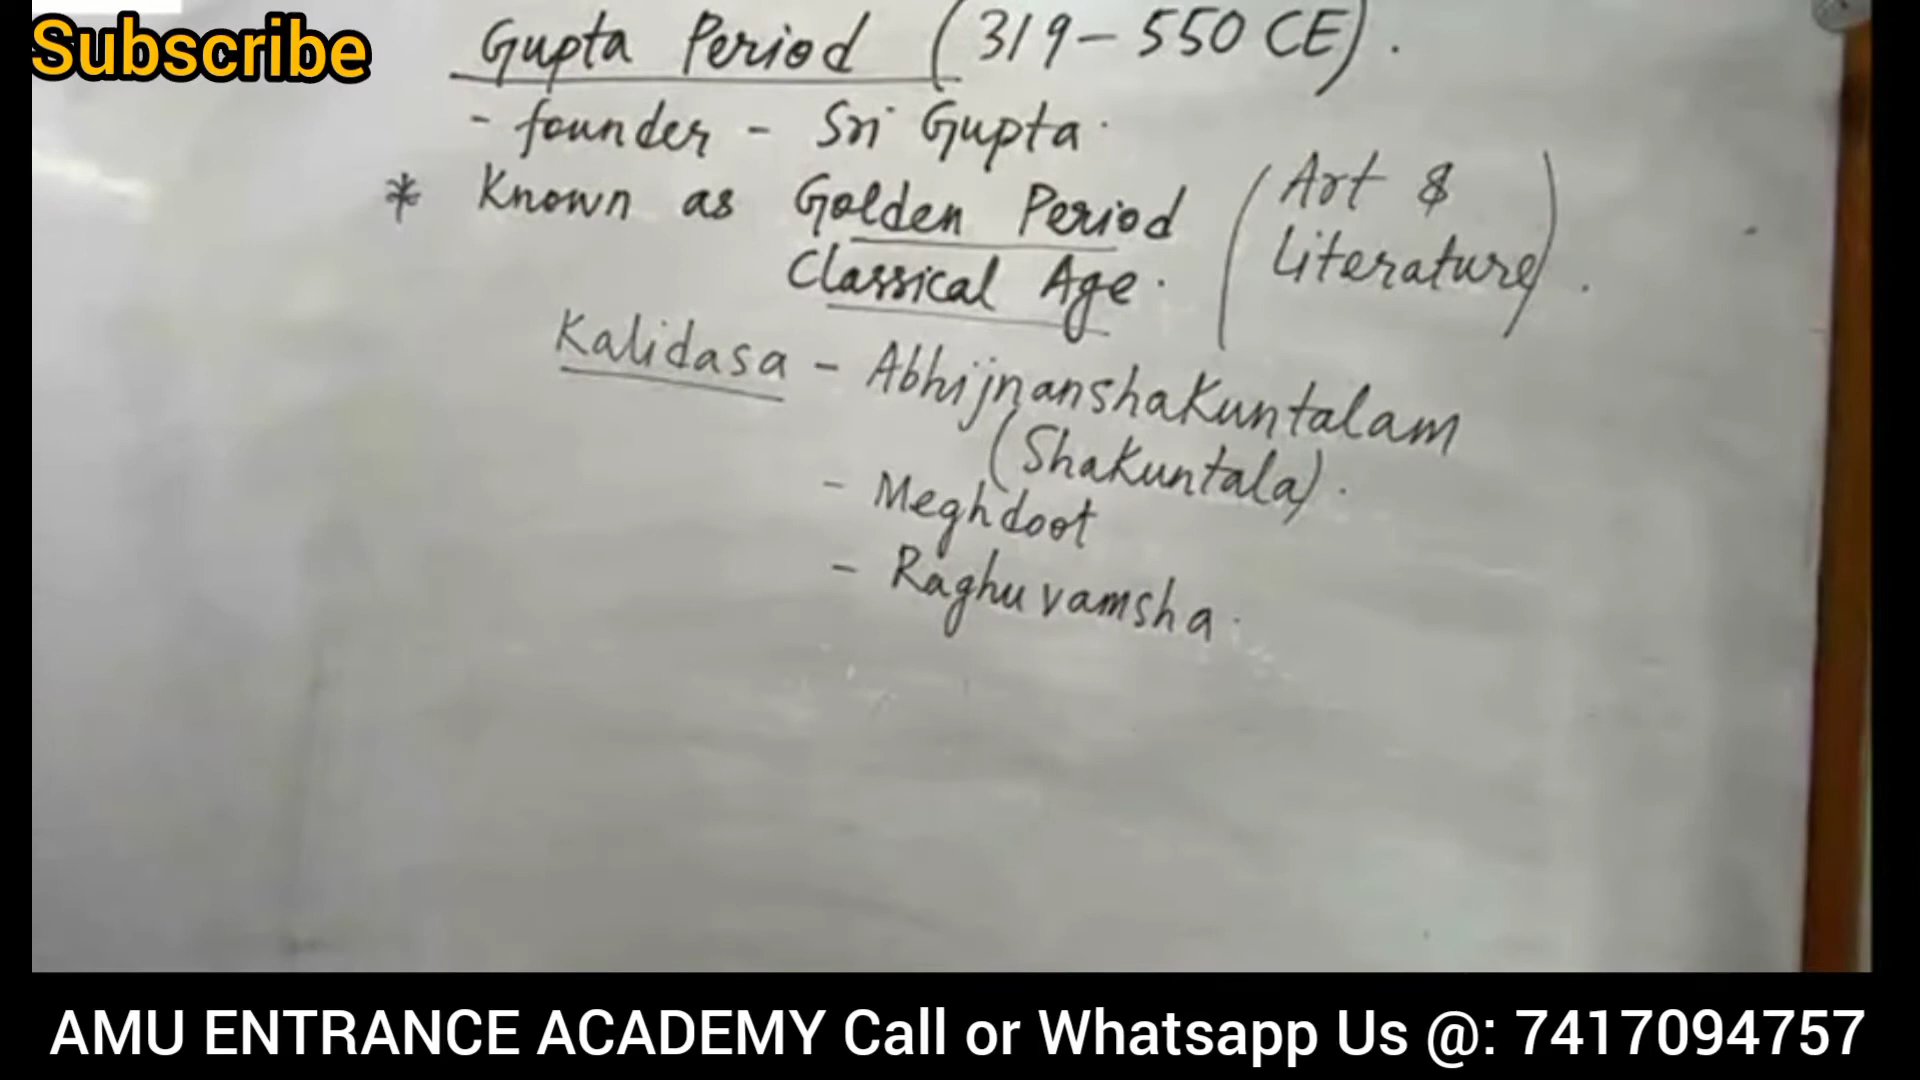 Subscribe
Gupta Period (319 - 550 CE).
- founder - Sri Gupta.
* Known as Golden Period (Art &
Classical Age. Literature).
Kalidasa - Abhijnanshakuntalam
(Shakuntala).
- Meghdoot
- Raghuvamsha.
AMU ENTRANCE ACADEMY Call or Whatsapp Us @: 7417094757